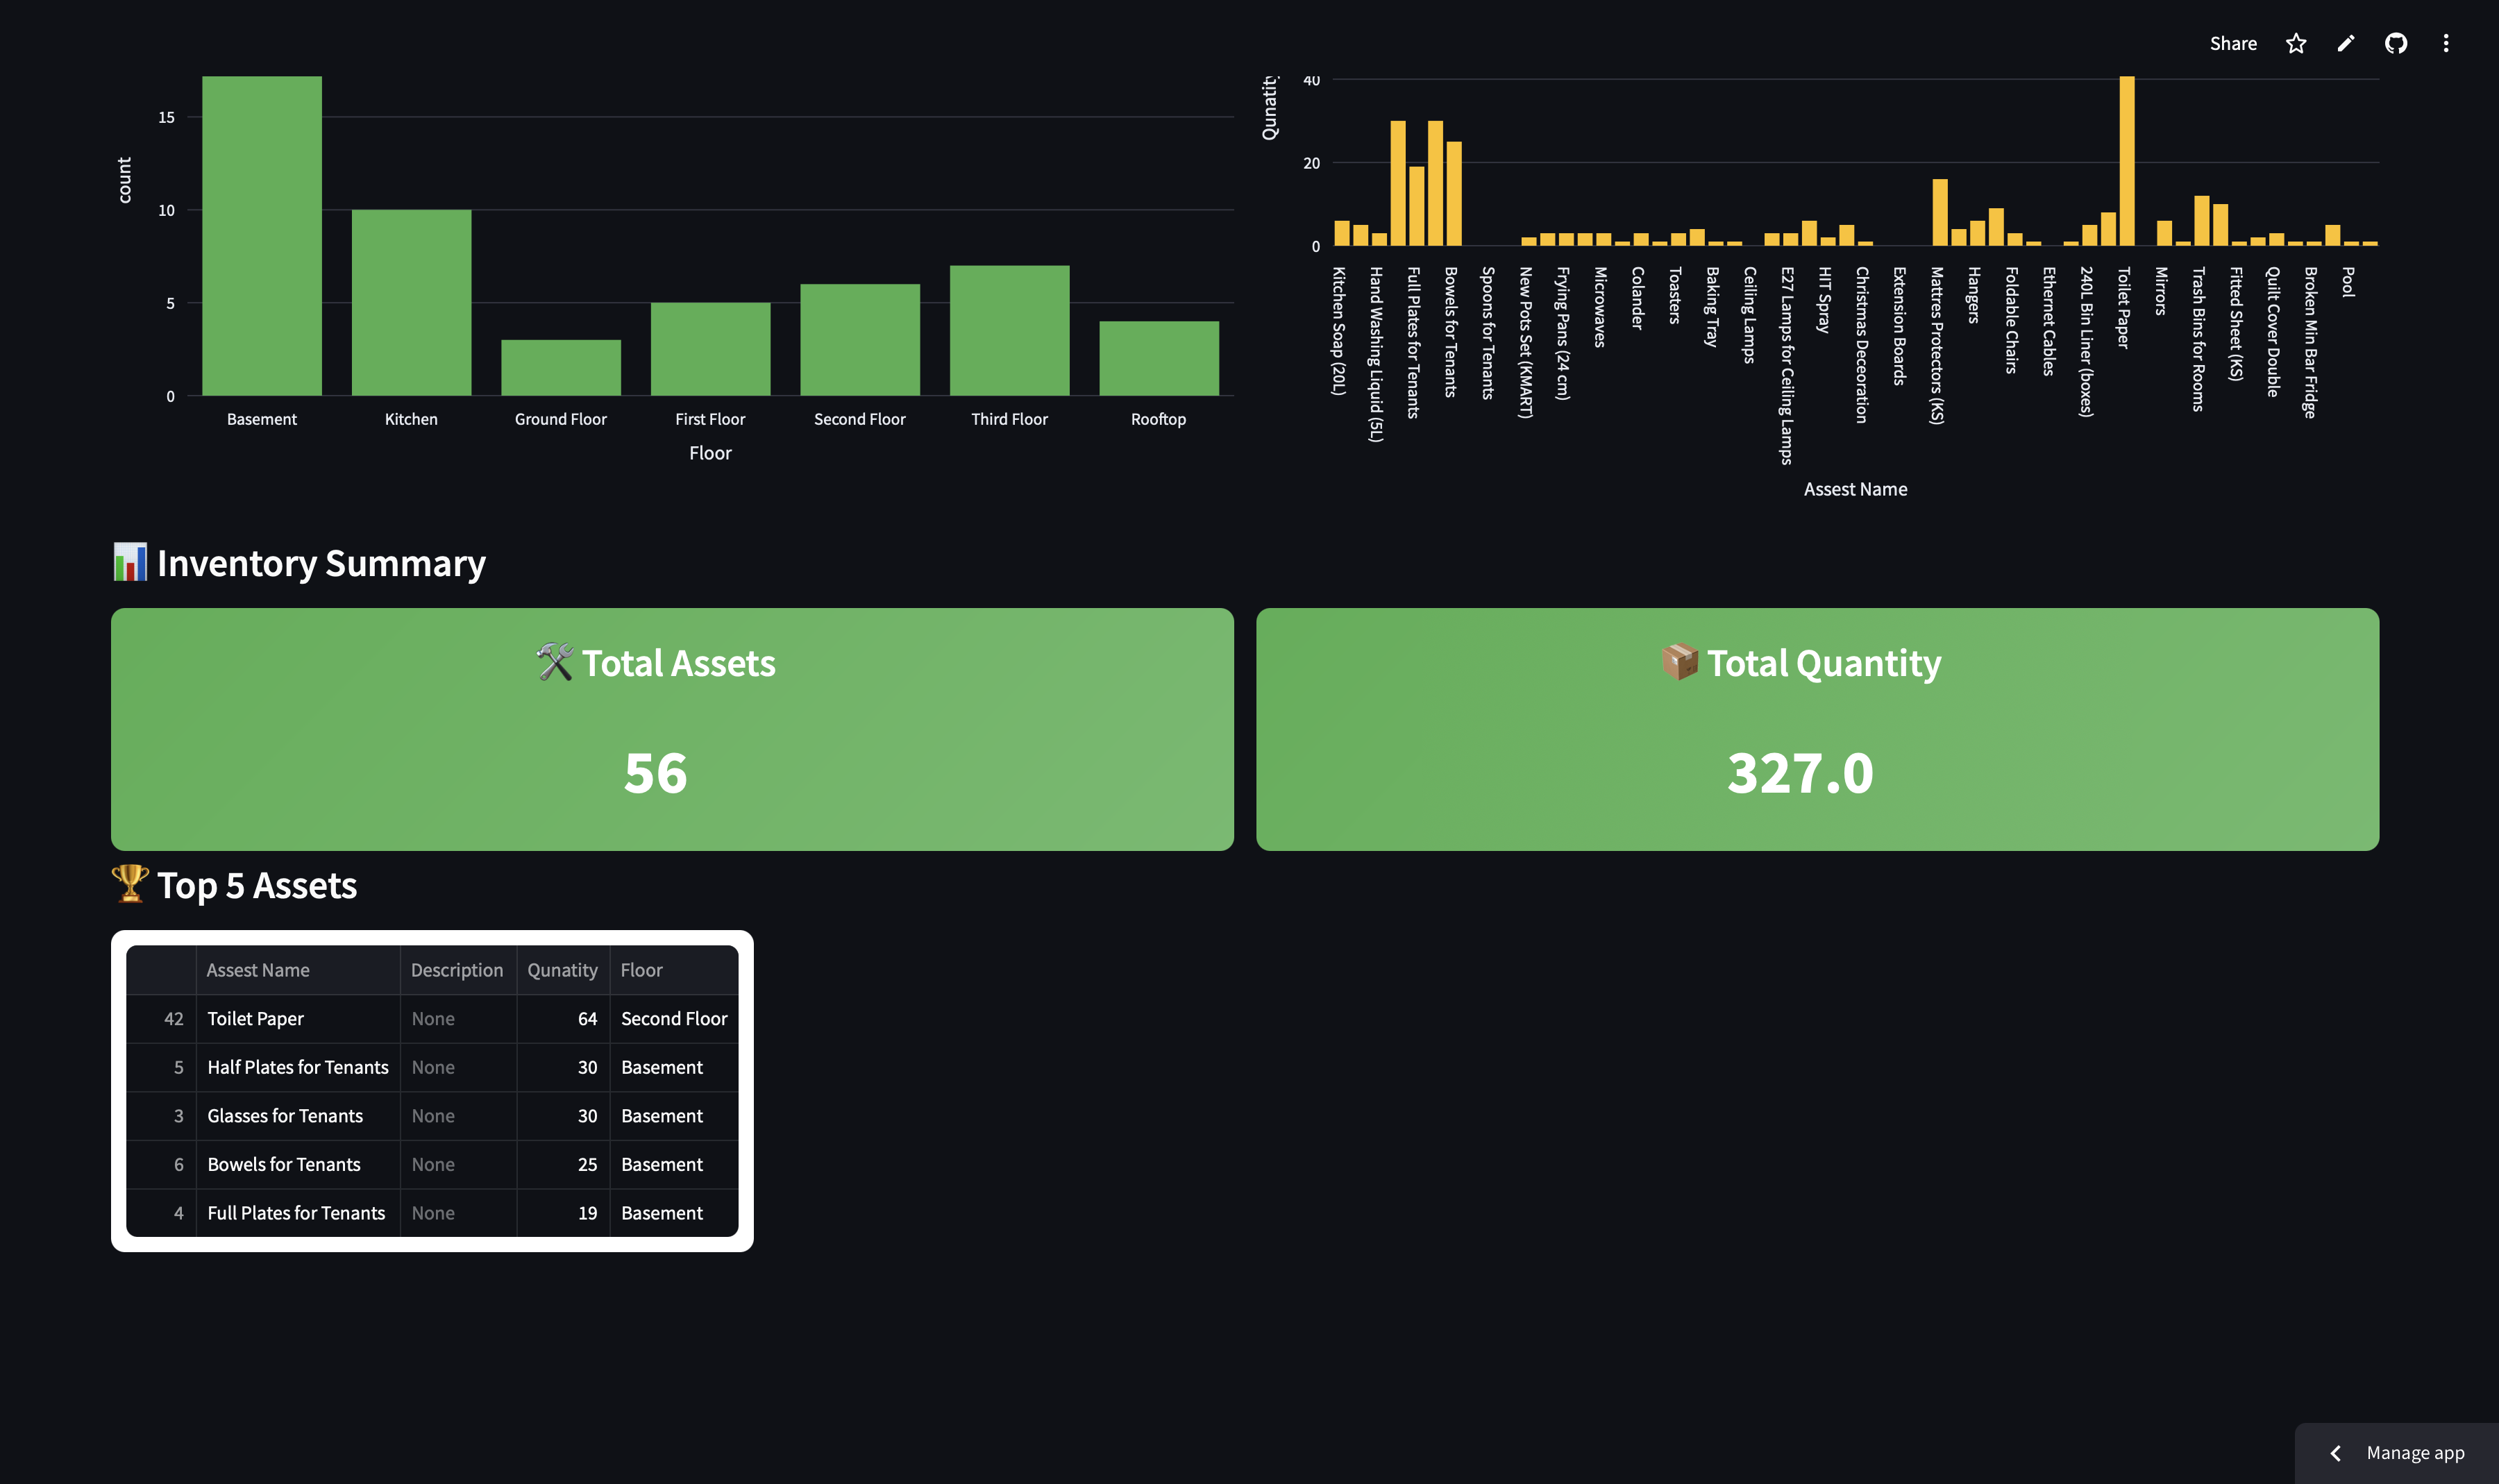 Share
15
10
5
0
count
Basement
Kitchen
Ground Floor
First Floor
Second Floor
Third Floor
Rooftop
Floor
40
20
0
Kitchen Soap (20L)
Hand Washing Liquid (5L)
Full Plates for Tenants
Bowels for Tenants
Spoons for Tenants
New Pots Set (KMART)
Frying Pans (24 cm)
Microwaves
Colander
Toasters
Baking Tray
Ceiling Lamps
E27 Lamps for Ceiling Lamps
HIT Spray
Christmas Deceoration
Extension Boards
Mattres Protectors (KS)
Hangers
Foldable Chairs
Ethernet Cables
240L Bin Liner (boxes)
Toilet Paper
Mirrors
Trash Bins for Rooms
Fitted Sheet (KS)
Quilt Cover Double
Broken Min Bar Fridge
Pool
Assest Name
Inventory Summary
Total Assets
56
Total Quantity
327.0
Top 5 Assets
Assest Name Description Qunatity Floor
42 Toilet Paper None 64 Second Floor
5 Half Plates for Tenants None 30 Basement
3 Glasses for Tenants None 30 Basement
6 Bowels for Tenants None 25 Basement
4 Full Plates for Tenants None 19 Basement
Manage app